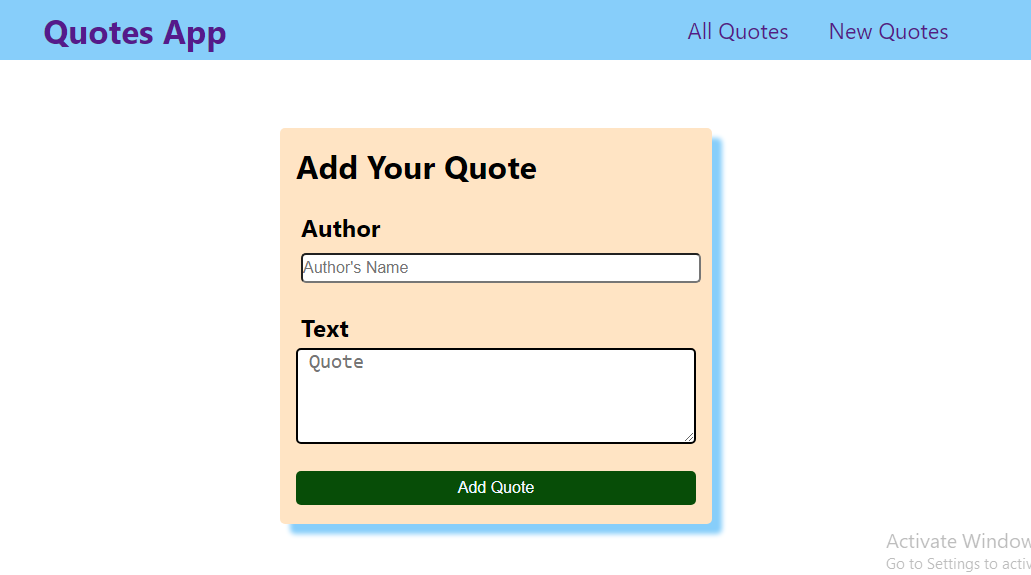 Quotes App
All Quotes
New Quotes
Add Your Quote
Author
Author's Name
Text
Quote
Add Quote
Activate Window
Go to Settings to activ